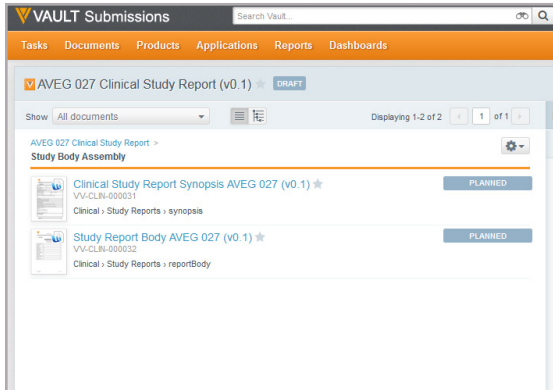 VAULT Submissions
Search Vault...
Tasks Documents Products Applications Reports Dashboards
AVEG 027 Clinical Study Report (v0.1) DRAFT
Show All documents Displaying 1-2 of 2 1 of 1
AVEG 027 Clinical Study Report >
Study Body Assembly
Clinical Study Report Synopsis AVEG 027 (v0.1) PLANNED
VV-CLIN-000031
Clinical > Study Reports > synopsis
Study Report Body AVEG 027 (v0.1) PLANNED
VV-CLIN-000032
Clinical > Study Reports > reportBody